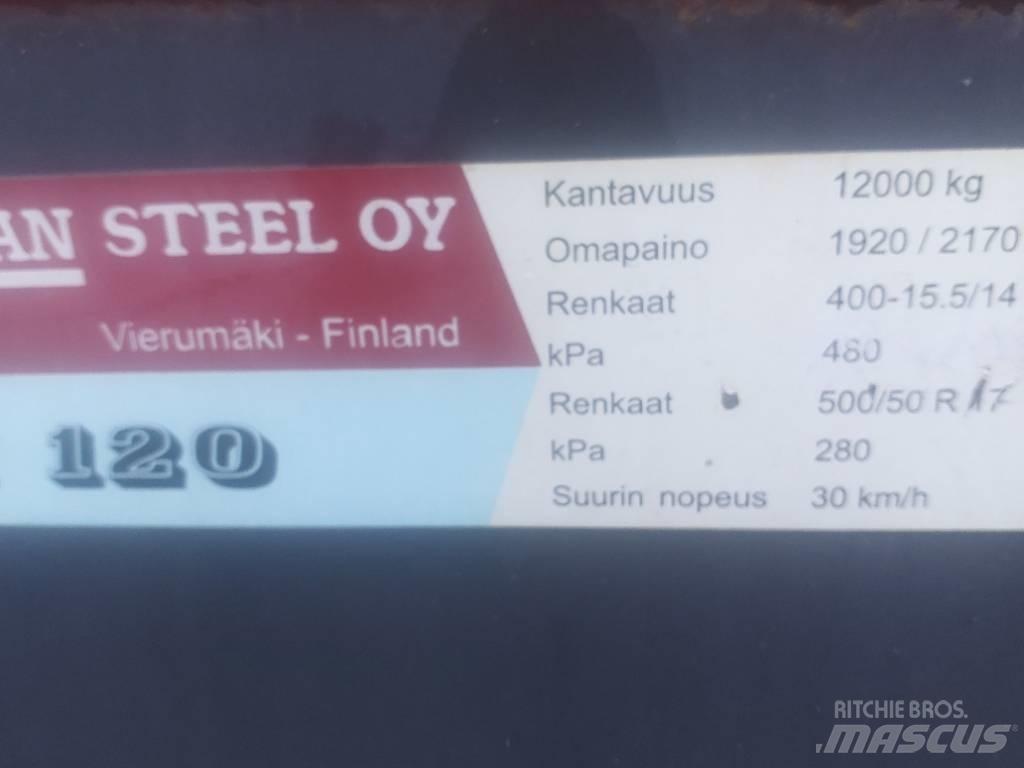 AN STEEL OY
Vierumäki - Finland
120
Kantavuus 12000 kg
Omapaino 1920 / 2170
Renkaat 400-15.5/14
kPa 480
Renkaat 500/50 R 17
kPa 280
Suurin nopeus 30 km/h
RITCHIE BROS.
MASCUS